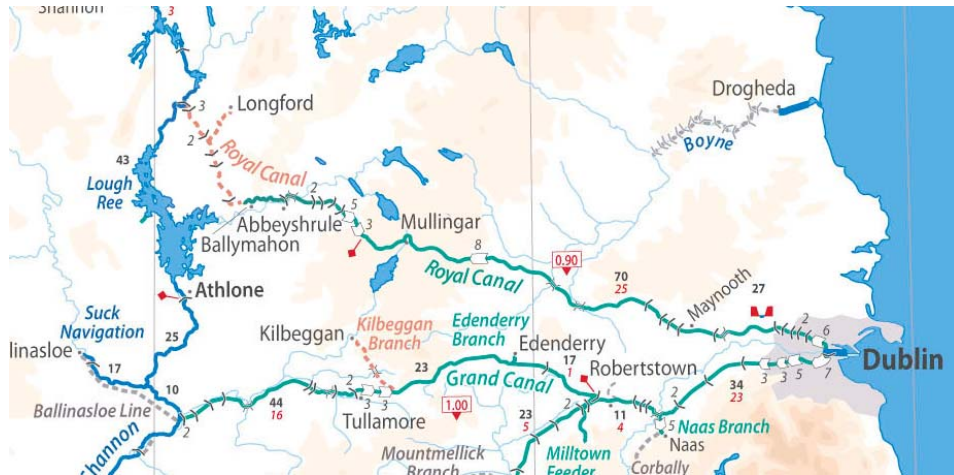 Shannon
3
3
Longford
Drogheda
2
Royal Canal
Boyne
43
Lough
Ree
2
5
3
Abbeyshrule
Ballymahon
Mullingar
8
Royal Canal
0.90
70
25
Maynooth
27
2
6
Athlone
Suck
Navigation
25
Kilbeggan
Kilbeggan
Branch
Edenderry
Branch
Edenderry
Dublin
linasloe
17
10
Ballinasloe Line
23
Grand Canal
17
1
Robertstown
34
23
3
3
5
7
2
44
16
2
3
3
Tullamore
1.00
23
5
2
11
4
2
5
Naas Branch
Naas
Shannon
Mountmellick
Branch
Milltown
Feeder
Corbally